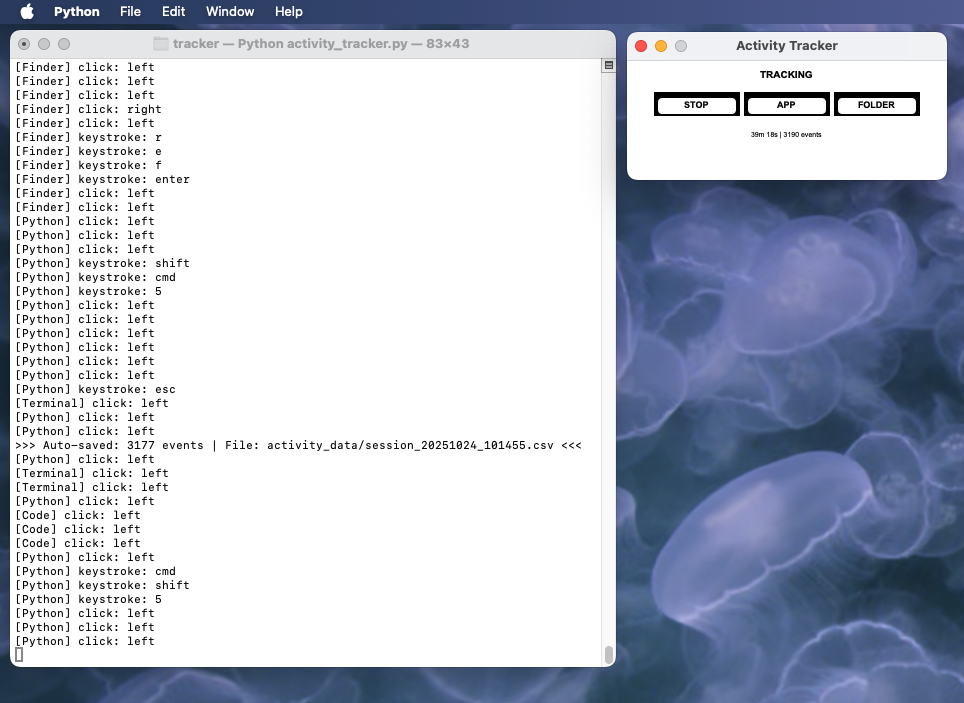 Python File Edit Window Help
tracker — Python activity_tracker.py — 83×43
[Finder] click: left
[Finder] click: left
[Finder] click: left
[Finder] click: right
[Finder] click: left
[Finder] keystroke: r
[Finder] keystroke: e
[Finder] keystroke: f
[Finder] keystroke: enter
[Finder] click: left
[Finder] click: left
[Python] click: left
[Python] click: left
[Python] click: left
[Python] keystroke: shift
[Python] keystroke: cmd
[Python] keystroke: 5
[Python] click: left
[Python] click: left
[Python] click: left
[Python] click: left
[Python] click: left
[Python] click: left
[Python] keystroke: esc
[Terminal] click: left
[Python] click: left
[Python] click: left
>>> Auto-saved: 3177 events | File: activity_data/session_20251024_101455.csv <<<
[Python] click: left
[Terminal] click: left
[Terminal] click: left
[Python] click: left
[Code] click: left
[Code] click: left
[Code] click: left
[Python] click: left
[Python] keystroke: cmd
[Python] keystroke: shift
[Python] keystroke: 5
[Python] click: left
[Python] click: left
[Python] click: left
Activity Tracker
TRACKING
STOP APP FOLDER
39m 18s | 3190 events